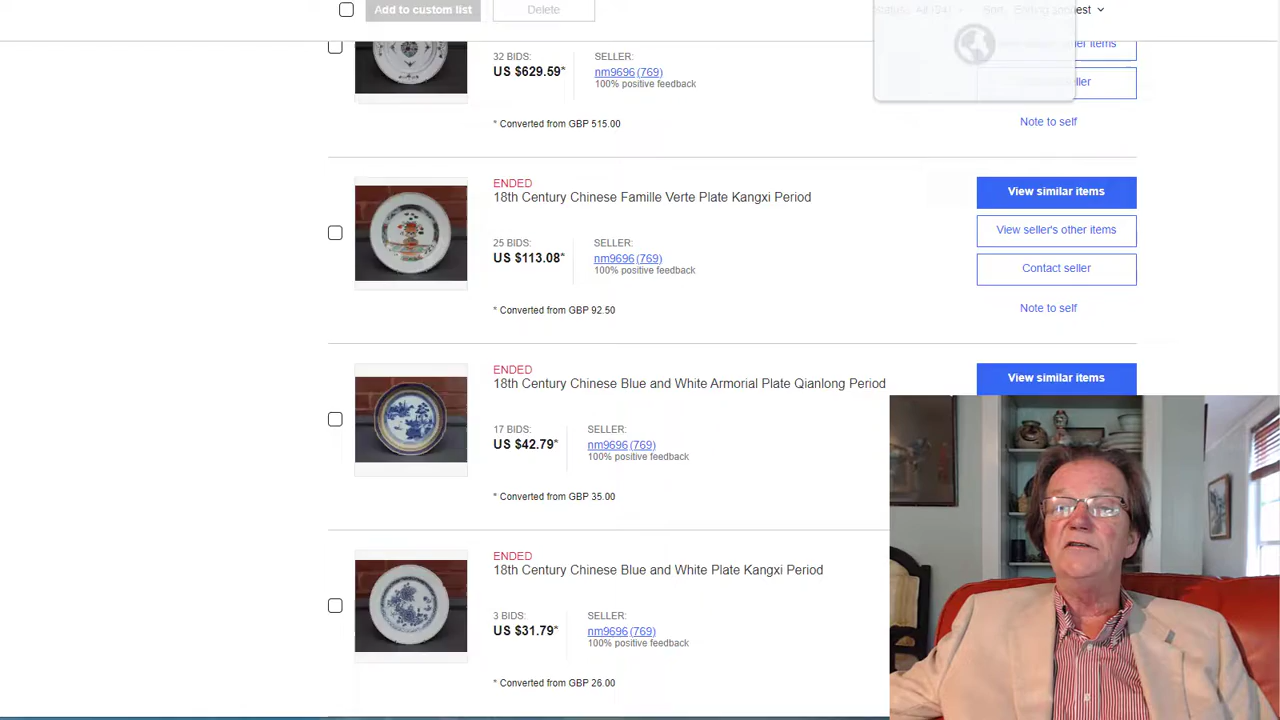 Add to custom list
Delete
32 BIDS:
US $629.59*
SELLER:
nm9696 (769)
100% positive feedback
Note to self
* Converted from GBP 515.00
ENDED
18th Century Chinese Famille Verte Plate Kangxi Period
View similar items
25 BIDS:
US $113.08*
SELLER:
nm9696 (769)
100% positive feedback
View seller's other items
Contact seller
Note to self
* Converted from GBP 92.50
ENDED
18th Century Chinese Blue and White Armorial Plate Qianlong Period
View similar items
17 BIDS:
US $42.79*
SELLER:
nm9696 (769)
100% positive feedback
* Converted from GBP 35.00
ENDED
18th Century Chinese Blue and White Plate Kangxi Period
3 BIDS:
US $31.79*
SELLER:
nm9696 (769)
100% positive feedback
* Converted from GBP 26.00